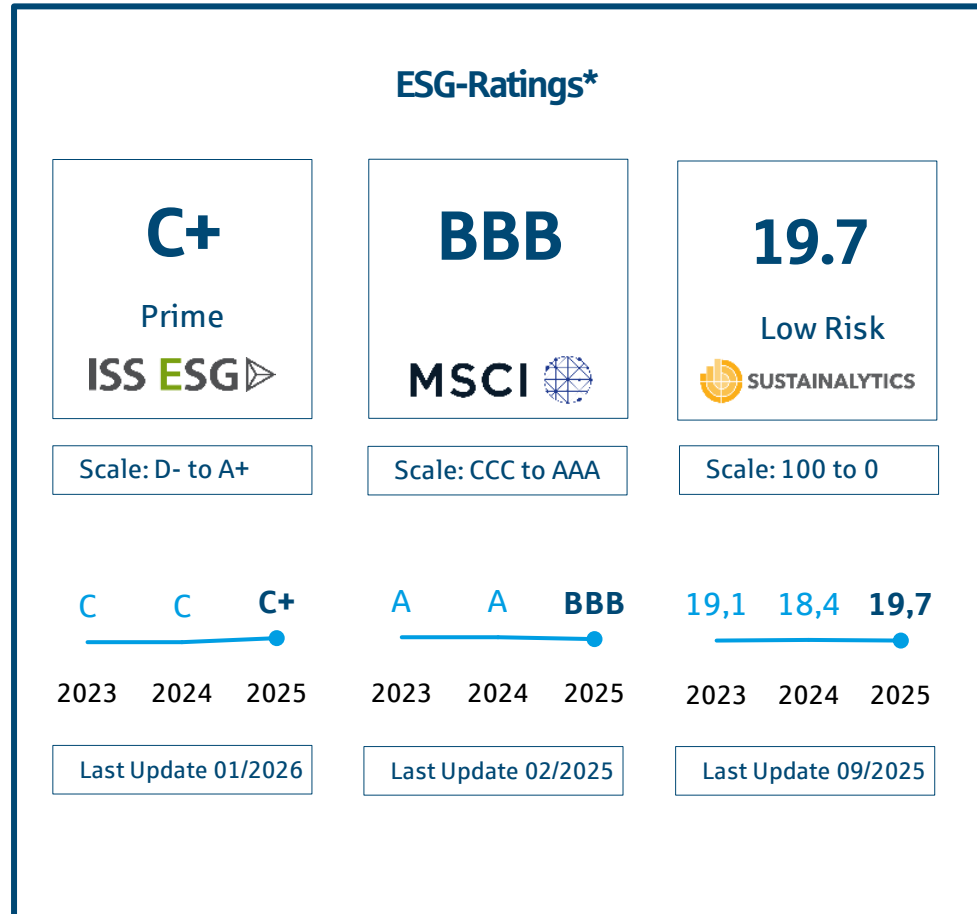 ESG-Ratings*
C+
Prime
ISS ESG
Scale: D- to A+
C C C+
2023 2024 2025
Last Update 01/2026
BBB
MSCI
Scale: CCC to AAA
A A BBB
2023 2024 2025
Last Update 02/2025
19.7
Low Risk
SUSTAINALYTICS
Scale: 100 to 0
19,1 18,4 19,7
2023 2024 2025
Last Update 09/2025